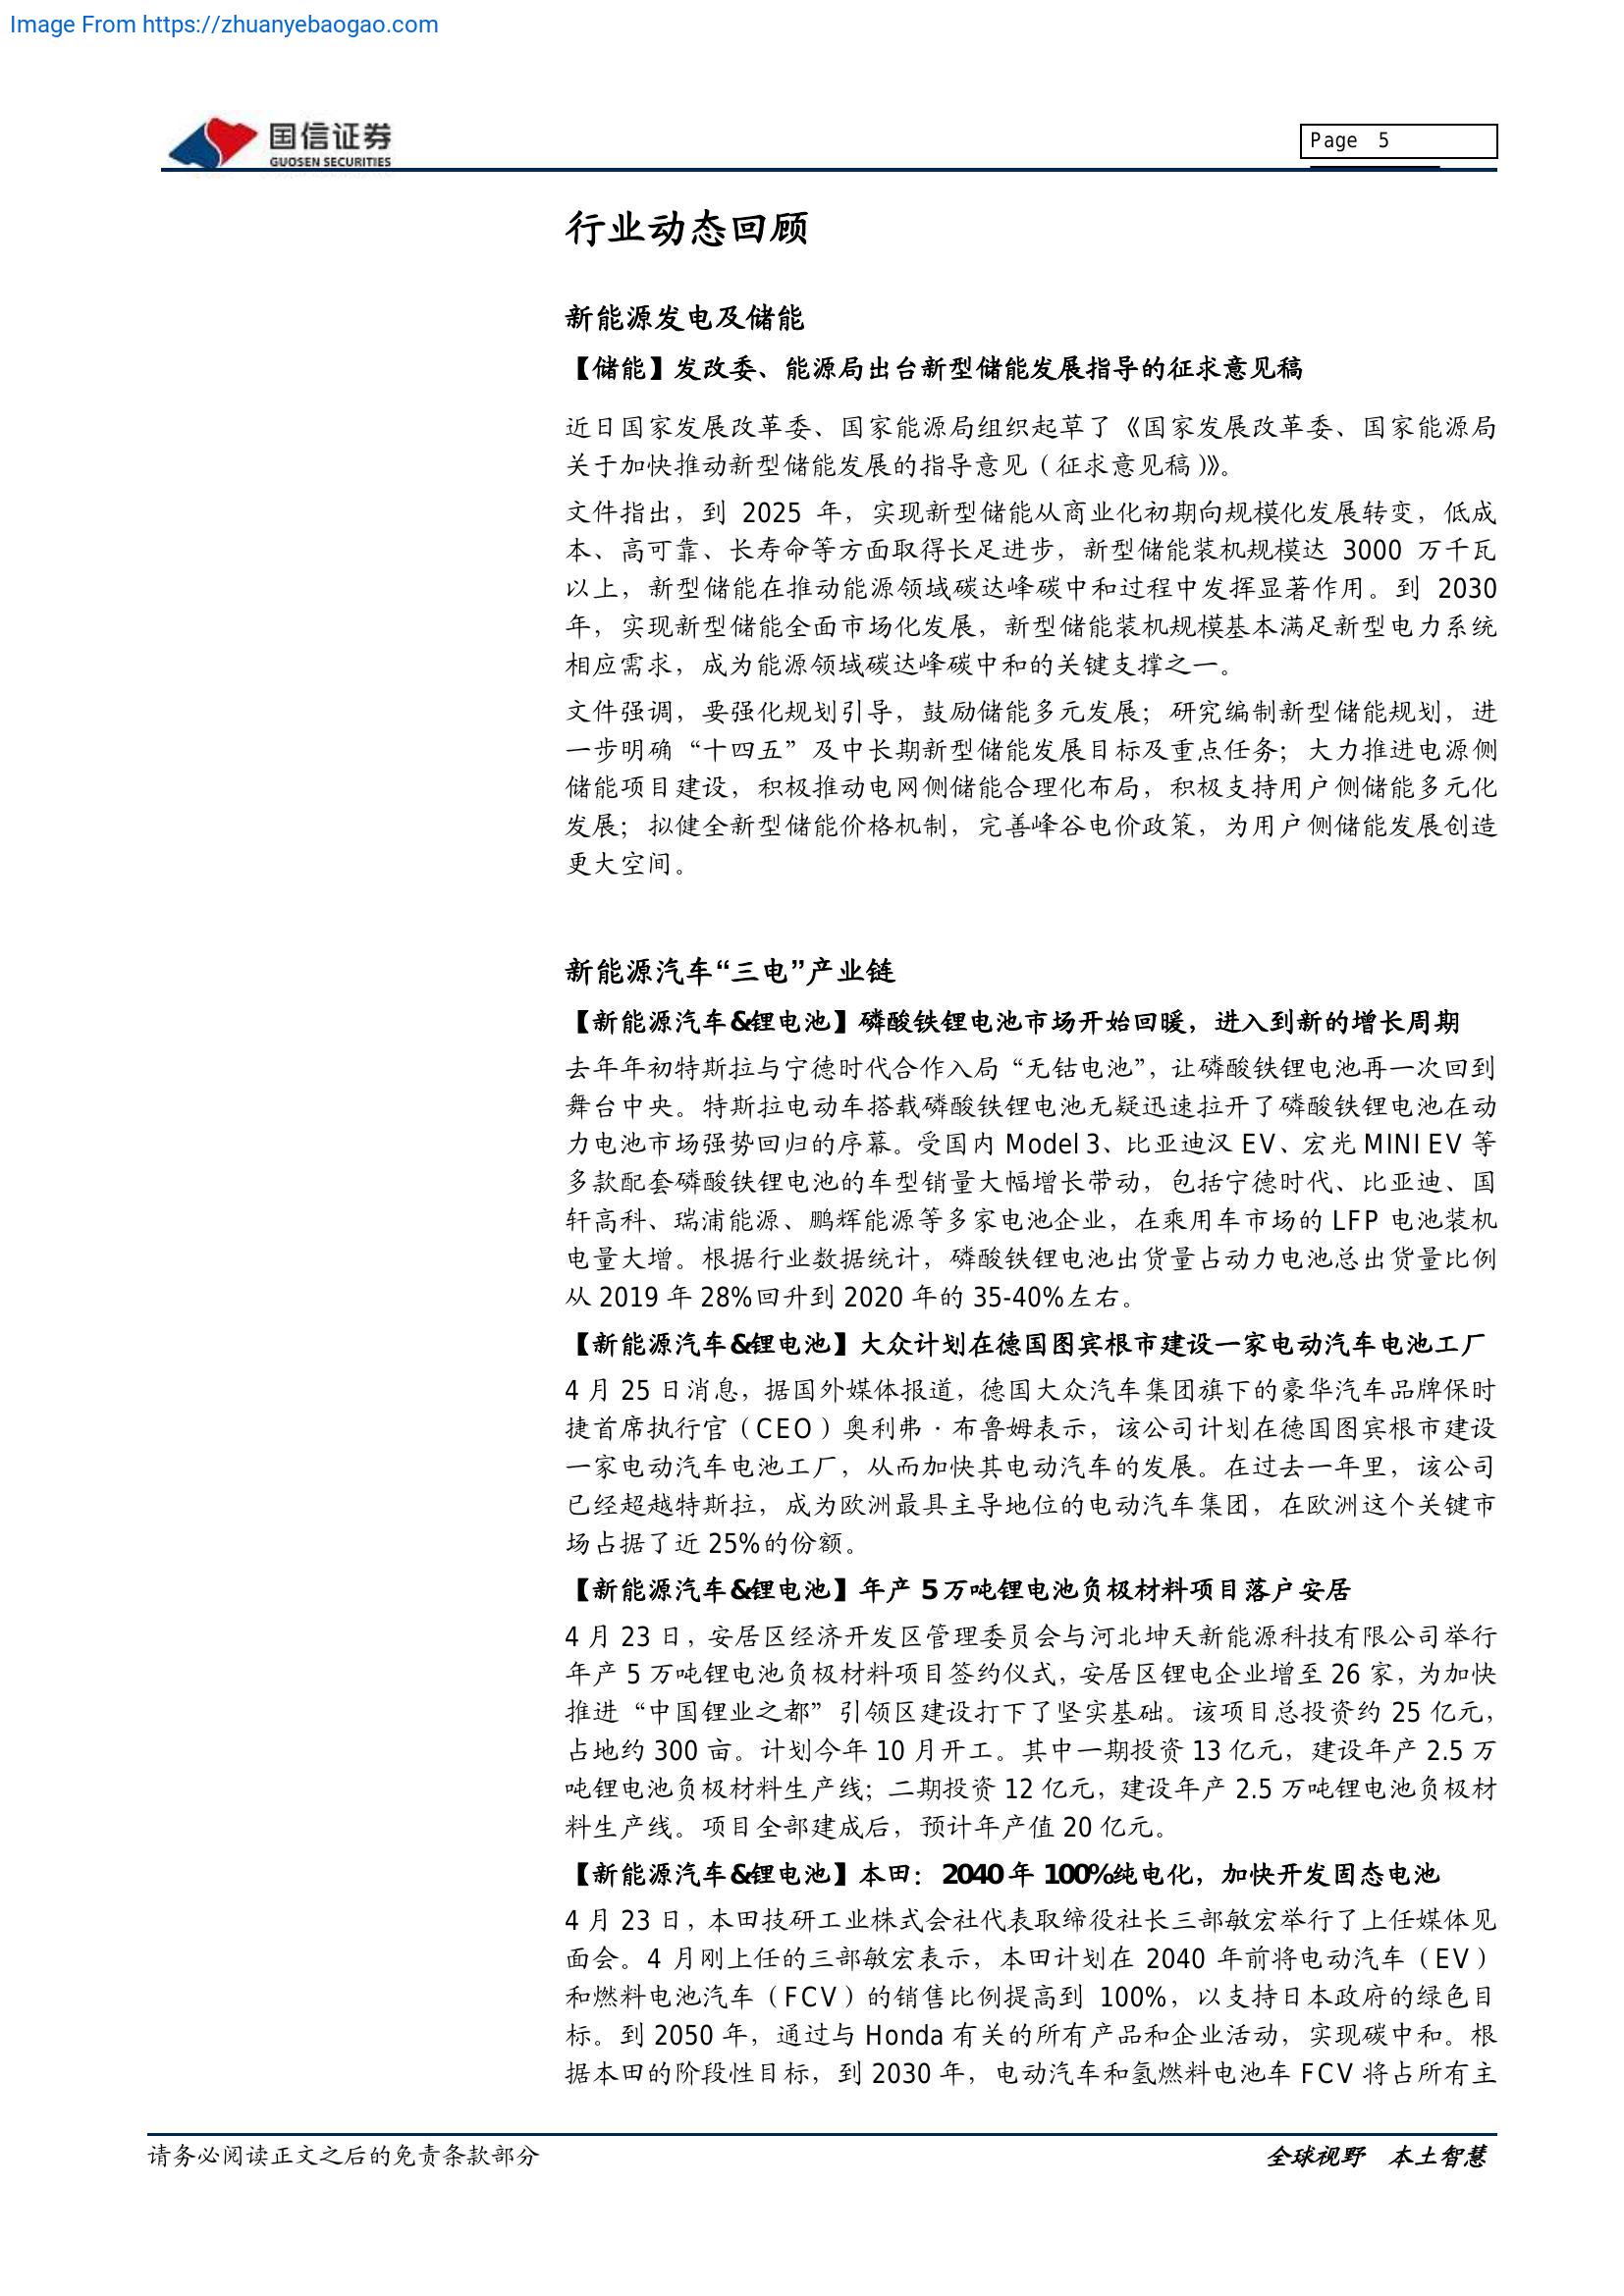 Image From https://zhuanyebaogao.com
国信证券
GUOSEN SECURITIES
Page 5
行业动态回顾
新能源发电及储能
【储能】发改委、能源局出台新型储能发展指导的征求意见稿
近日国家发展改革委、国家能源局组织起草了《国家发展改革委、国家能源局
关于加快推动新型储能发展的指导意见（征求意见稿）》。
文件指出，到 2025 年，实现新型储能从商业化初期向规模化发展转变，低成
本、高可靠、长寿命等方面取得长足进步，新型储能装机规模达 3000 万千瓦
以上，新型储能在推动能源领域碳达峰碳中和过程中发挥显著作用。到 2030
年，实现新型储能全面市场化发展，新型储能装机规模基本满足新型电力系统
相应需求，成为能源领域碳达峰碳中和的关键支撑之一。
文件强调，要强化规划引导，鼓励储能多元发展；研究编制新型储能规划，进
一步明确“十四五”及中长期新型储能发展目标及重点任务；大力推进电源侧
储能项目建设，积极推动电网侧储能合理化布局，积极支持用户侧储能多元化
发展；拟健全新型储能价格机制，完善峰谷电价政策，为用户侧储能发展创造
更大空间。
新能源汽车“三电”产业链
【新能源汽车&锂电池】磷酸铁锂电池市场开始回暖，进入到新的增长周期
去年年初特斯拉与宁德时代合作入局“无钴电池”，让磷酸铁锂电池再一次回到
舞台中央。特斯拉电动车搭载磷酸铁锂电池无疑迅速拉开了磷酸铁锂电池在动
力电池市场强势回归的序幕。受国内 Model 3、比亚迪汉 EV、宏光 MINI EV 等
多款配套磷酸铁锂电池的车型销量大幅增长带动，包括宁德时代、比亚迪、国
轩高科、瑞浦能源、鹏辉能源等多家电池企业，在乘用车市场的 LFP 电池装机
电量大增。根据行业数据统计，磷酸铁锂电池出货量占动力电池总出货量比例
从 2019 年 28%回升到 2020 年的 35-40%左右。
【新能源汽车&锂电池】大众计划在德国图宾根市建设一家电动汽车电池工厂
4 月 25 日消息，据国外媒体报道，德国大众汽车集团旗下的豪华汽车品牌保时
捷首席执行官（CEO）奥利弗·布鲁姆表示，该公司计划在德国图宾根市建设
一家电动汽车电池工厂，从而加快其电动汽车的发展。在过去一年里，该公司
已经超越特斯拉，成为欧洲最具主导地位的电动汽车集团，在欧洲这个关键市
场占据了近 25%的份额。
【新能源汽车&锂电池】年产 5 万吨锂电池负极材料项目落户安居
4 月 23 日，安居区经济开发区管理委员会与河北坤天新能源科技有限公司举行
年产 5 万吨锂电池负极材料项目签约仪式，安居区锂电企业增至 26 家，为加快
推进“中国锂业之都”引领区建设打下了坚实基础。该项目总投资约 25 亿元，
占地约 300 亩。计划今年 10 月开工。其中一期投资 13 亿元，建设年产 2.5 万
吨锂电池负极材料生产线；二期投资 12 亿元，建设年产 2.5 万吨锂电池负极材
料生产线。项目全部建成后，预计年产值 20 亿元。
【新能源汽车&锂电池】本田：2040 年 100%纯电化，加快开发固态电池
4 月 23 日，本田技研工业株式会社代表取缔役社长三部敏宏举行了上任媒体见
面会。4 月刚上任的三部敏宏表示，本田计划在 2040 年前将电动汽车（EV）
和燃料电池汽车（FCV）的销售比例提高到 100%，以支持日本政府的绿色目
标。到 2050 年，通过与 Honda 有关的所有产品和企业活动，实现碳中和。根
据本田的阶段性目标，到 2030 年，电动汽车和氢燃料电池车 FCV 将占所有主
请务必阅读正文之后的免责条款部分
全球视野 本土智慧